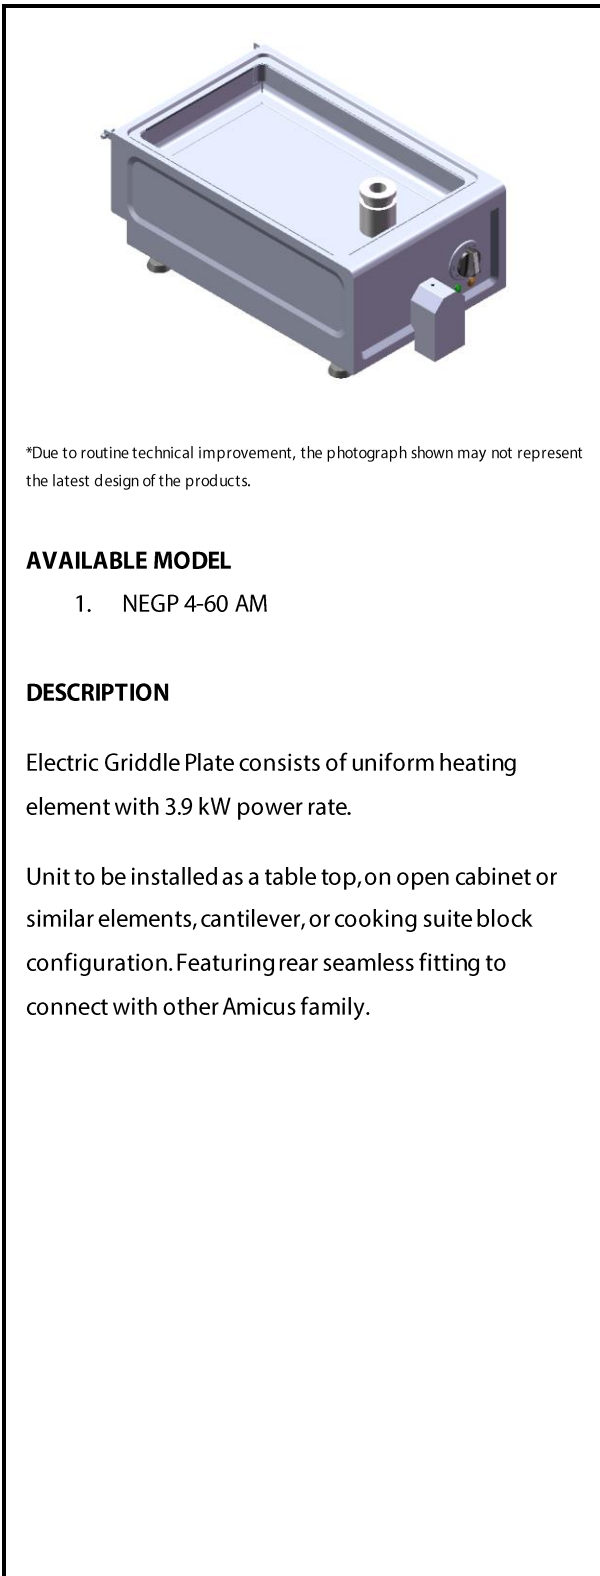 *Due to routine technical improvement, the photograph shown may not represent
the latest design of the products.
AVAILABLE MODEL
1. NEGP 4-60 AM
DESCRIPTION
Electric Griddle Plate consists of uniform heating
element with 3.9 kW power rate.
Unit to be installed as a table top, on open cabinet or
similar elements, cantilever, or cooking suite block
configuration. Featuring rear seamless fitting to
connect with other Amicus family.